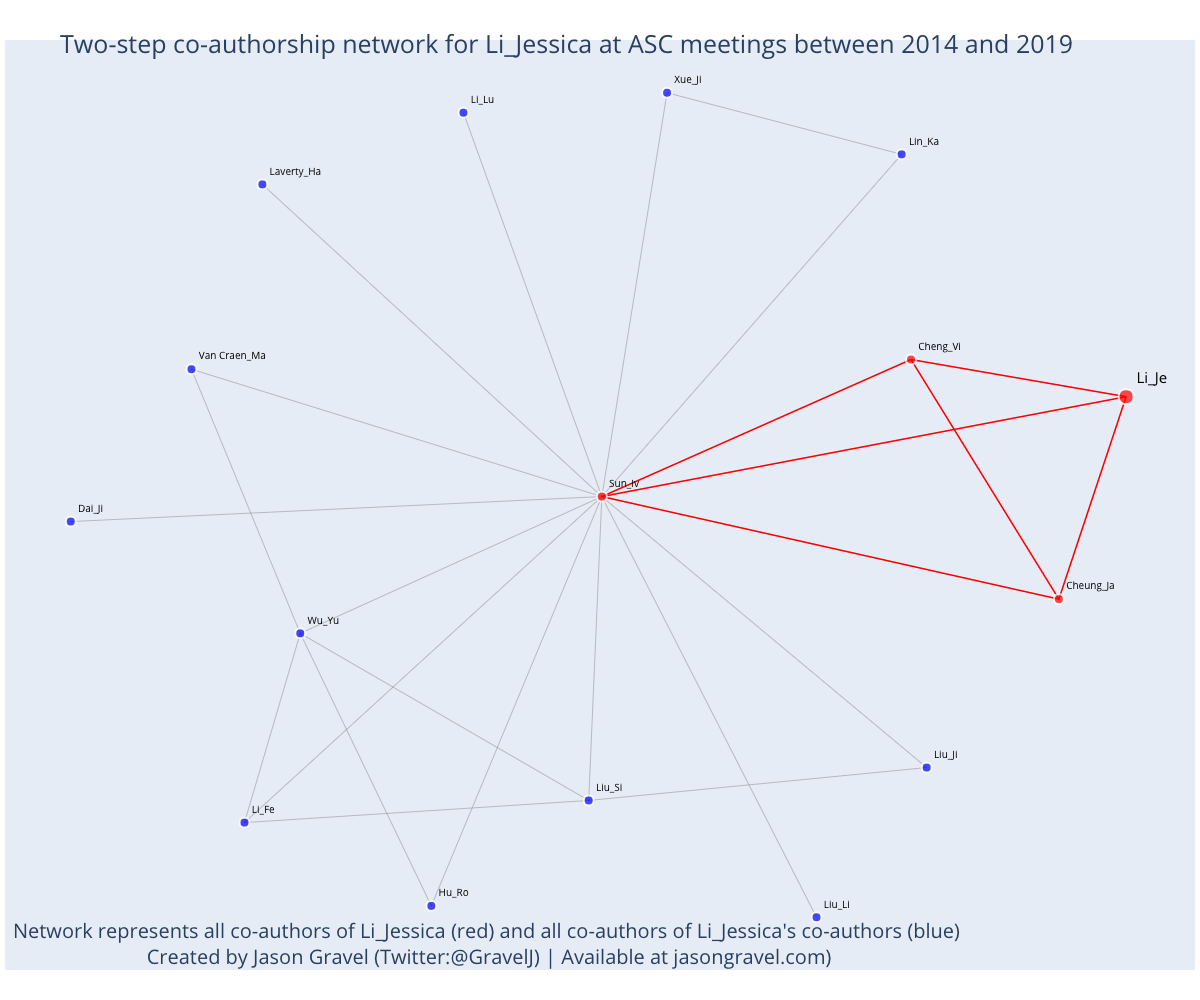 Two-step co-authorship network for Li_Jessica at ASC meetings between 2014 and 2019
Xue_Ji
Li_Lu
Lin_Ka
Laverty_Ha
Cheng_Vi
Van Craen_Ma
Li_Je
Sun_Iv
Dai_Ji
Cheung_Ja
Wu_Yu
Liu_Ji
Liu_Si
Li_Fe
Hu_Ro
Liu_Li
Network represents all co-authors of Li_Jessica (red) and all co-authors of Li_Jessica's co-authors (blue)
Created by Jason Gravel (Twitter:@GravelJ) | Available at jasongravel.com)